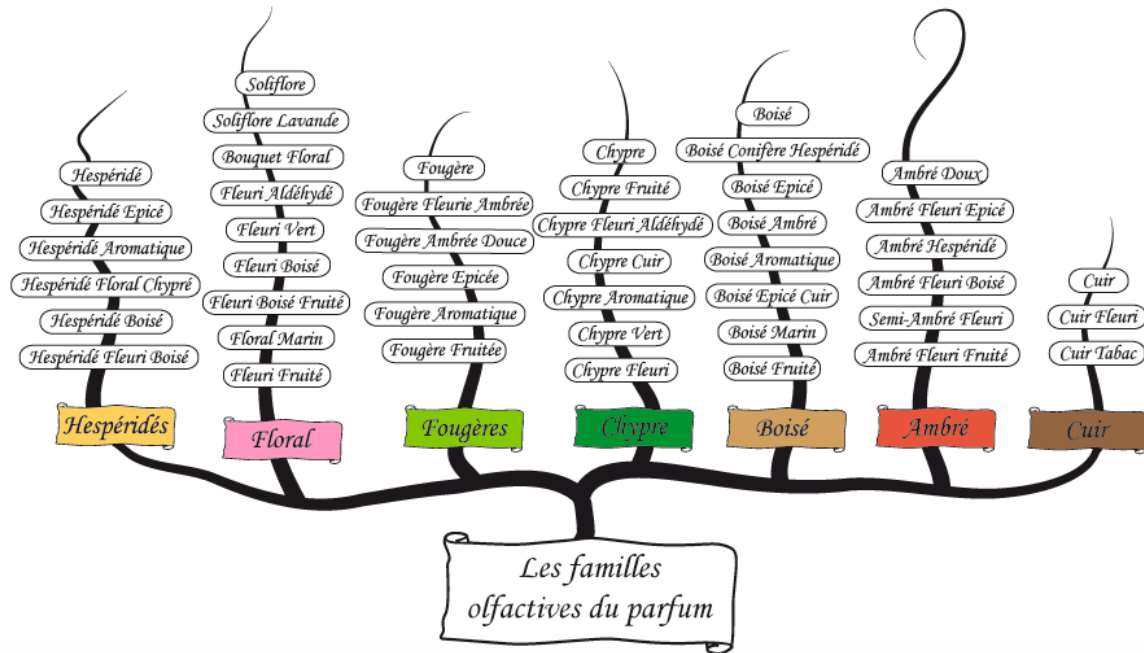 Hespéridé
Hespéridé Epicé
Hespéridé Aromatique
Hespéridé Floral Chypré
Hespéridé Boisé
Hespéridé Fleuri Boisé
Hespéridés
Soliflore
Soliflore Lavande
Bouquet Floral
Fleuri Aldéhydé
Fleuri Vert
Fleuri Boisé
Fleuri Boisé Fruité
Floral Marin
Fleuri Fruité
Floral
Fougère
Fougère Fleurie Ambrée
Fougère Ambrée Douce
Fougère Epicée
Fougère Aromatique
Fougère Fruitée
Fougères
Chypre
Chypre Fruité
Chypre Fleuri Aldéhydé
Chypre Cuir
Chypre Aromatique
Chypre Vert
Chypre Fleuri
Chypre
Boisé
Boisé Conifère Hespéridé
Boisé Epicé
Boisé Ambré
Boisé Aromatique
Boisé Epicé Cuir
Boisé Marin
Boisé Fruité
Boisé
Ambré Doux
Ambré Fleuri Epicé
Ambré Hespéridé
Ambré Fleuri Boisé
Semi-Ambré Fleuri
Ambré Fleuri Fruité
Ambré
Cuir
Cuir Fleuri
Cuir Tabac
Cuir
Les familles
olfactives du parfum